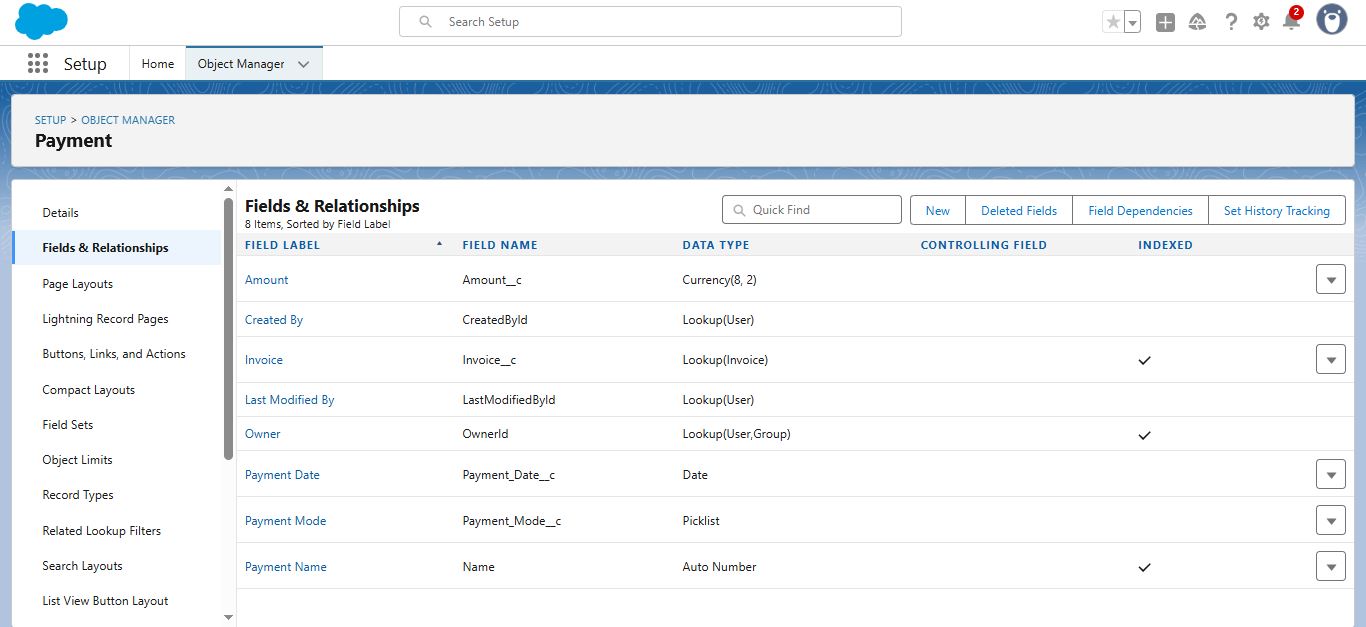 Search Setup
2
Setup
Home
Object Manager
SETUP > OBJECT MANAGER
Payment
Details
Fields & Relationships
Page Layouts
Lightning Record Pages
Buttons, Links, and Actions
Compact Layouts
Field Sets
Object Limits
Record Types
Related Lookup Filters
Search Layouts
List View Button Layout
Fields & Relationships
8 Items, Sorted by Field Label
Quick Find
New
Deleted Fields
Field Dependencies
Set History Tracking
FIELD LABEL FIELD NAME DATA TYPE CONTROLLING FIELD INDEXED
Amount Amount__c Currency(8, 2)
Created By CreatedById Lookup(User)
Invoice Invoice__c Lookup(Invoice)
Last Modified By LastModifiedById Lookup(User)
Owner OwnerId Lookup(User,Group)
Payment Date Payment_Date__c Date
Payment Mode Payment_Mode__c Picklist
Payment Name Name Auto Number